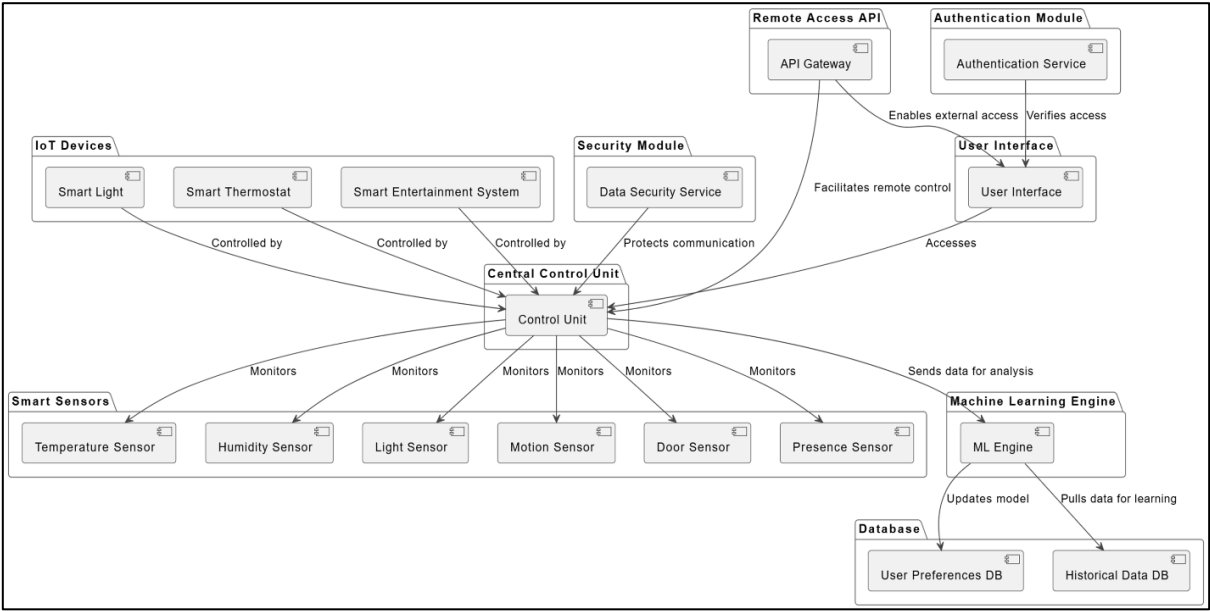 Remote Access API
Authentication Module
API Gateway
Authentication Service
Enables external access
Verifies access
IoT Devices
Security Module
User Interface
Smart Light
Smart Thermostat
Smart Entertainment System
Data Security Service
Facilitates remote control
User Interface
Controlled by
Controlled by
Controlled by
Protects communication
Accesses
Central Control Unit
Control Unit
Monitors
Monitors
Monitors
Monitors
Monitors
Monitors
Sends data for analysis
Smart Sensors
Machine Learning Engine
Temperature Sensor
Humidity Sensor
Light Sensor
Motion Sensor
Door Sensor
Presence Sensor
ML Engine
Updates model
Pulls data for learning
Database
User Preferences DB
Historical Data DB